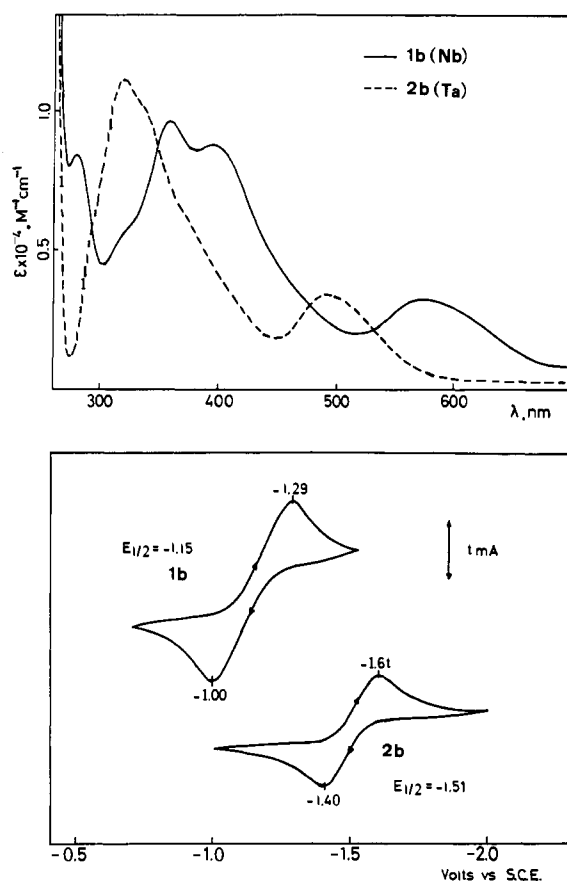 1b (Nb)
2b (Ta)
1.0
0.5
Ɛx10⁻⁴, M⁻¹cm⁻¹
300 400 500 600
λ, nm
-1.29
E1/2 = -1.15
1b
1 mA
-1.00
-1.61
2b
-1.40
E1/2 = -1.51
-0.5 -1.0 -1.5 -2.0
Volts vs S.C.E.